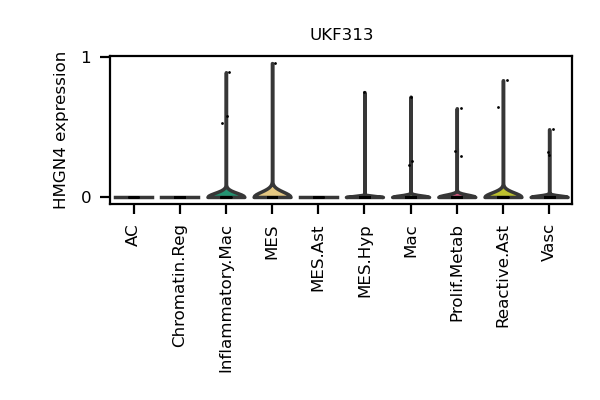 UKF313
HMGN4 expression
1
0
AC
Chromatin.Reg
Inflammatory.Mac
MES
MES.Ast
MES.Hyp
Mac
Prolif.Metab
Reactive.Ast
Vasc